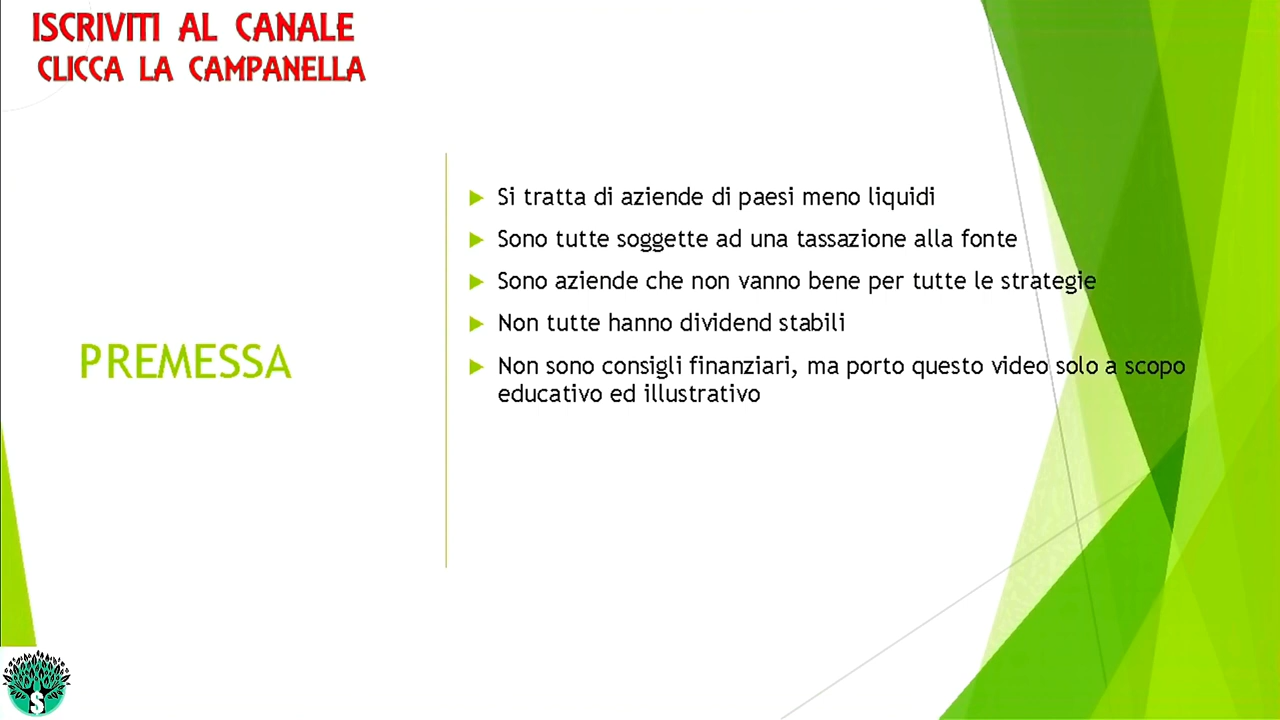 ISCRIVITI AL CANALE
CLICCA LA CAMPANELLA
PREMESSA
Si tratta di aziende di paesi meno liquidi
Sono tutte soggette ad una tassazione alla fonte
Sono aziende che non vanno bene per tutte le strategie
Non tutte hanno dividend stabili
Non sono consigli finanziari, ma porto questo video solo a scopo
educativo ed illustrativo
S